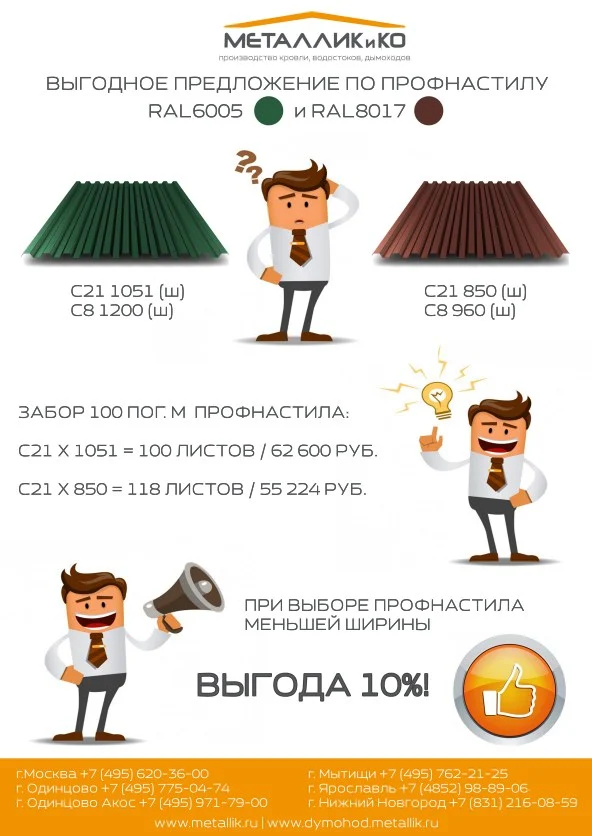 МЕТАЛЛИКиКО
производство кровли, водостоков, дымоходов
ВЫГОДНОЕ ПРЕДЛОЖЕНИЕ ПО ПРОФНАСТИЛУ
RAL6005 и RAL8017
??
С21 1051 (ш)
С8 1200 (ш)
С21 850 (ш)
С8 960 (ш)
ЗАБОР 100 ПОГ. М ПРОФНАСТИЛА:
С21 X 1051 = 100 ЛИСТОВ / 62 600 РУБ.
С21 X 850 = 118 ЛИСТОВ / 55 224 РУБ.
ПРИ ВЫБОРЕ ПРОФНАСТИЛА
МЕНЬШЕЙ ШИРИНЫ
ВЫГОДА 10%!
г.Москва +7 (495) 620-36-00
г. Одинцово +7 (495) 775-04-74
г. Одинцово Акос +7 (495) 971-79-00
г. Мытищи +7 (495) 762-21-25
г. Ярославль +7 (4852) 98-89-06
г. Нижний Новгород +7 (831) 216-08-59
www.metallik.ru | www.dymohod.metallik.ru